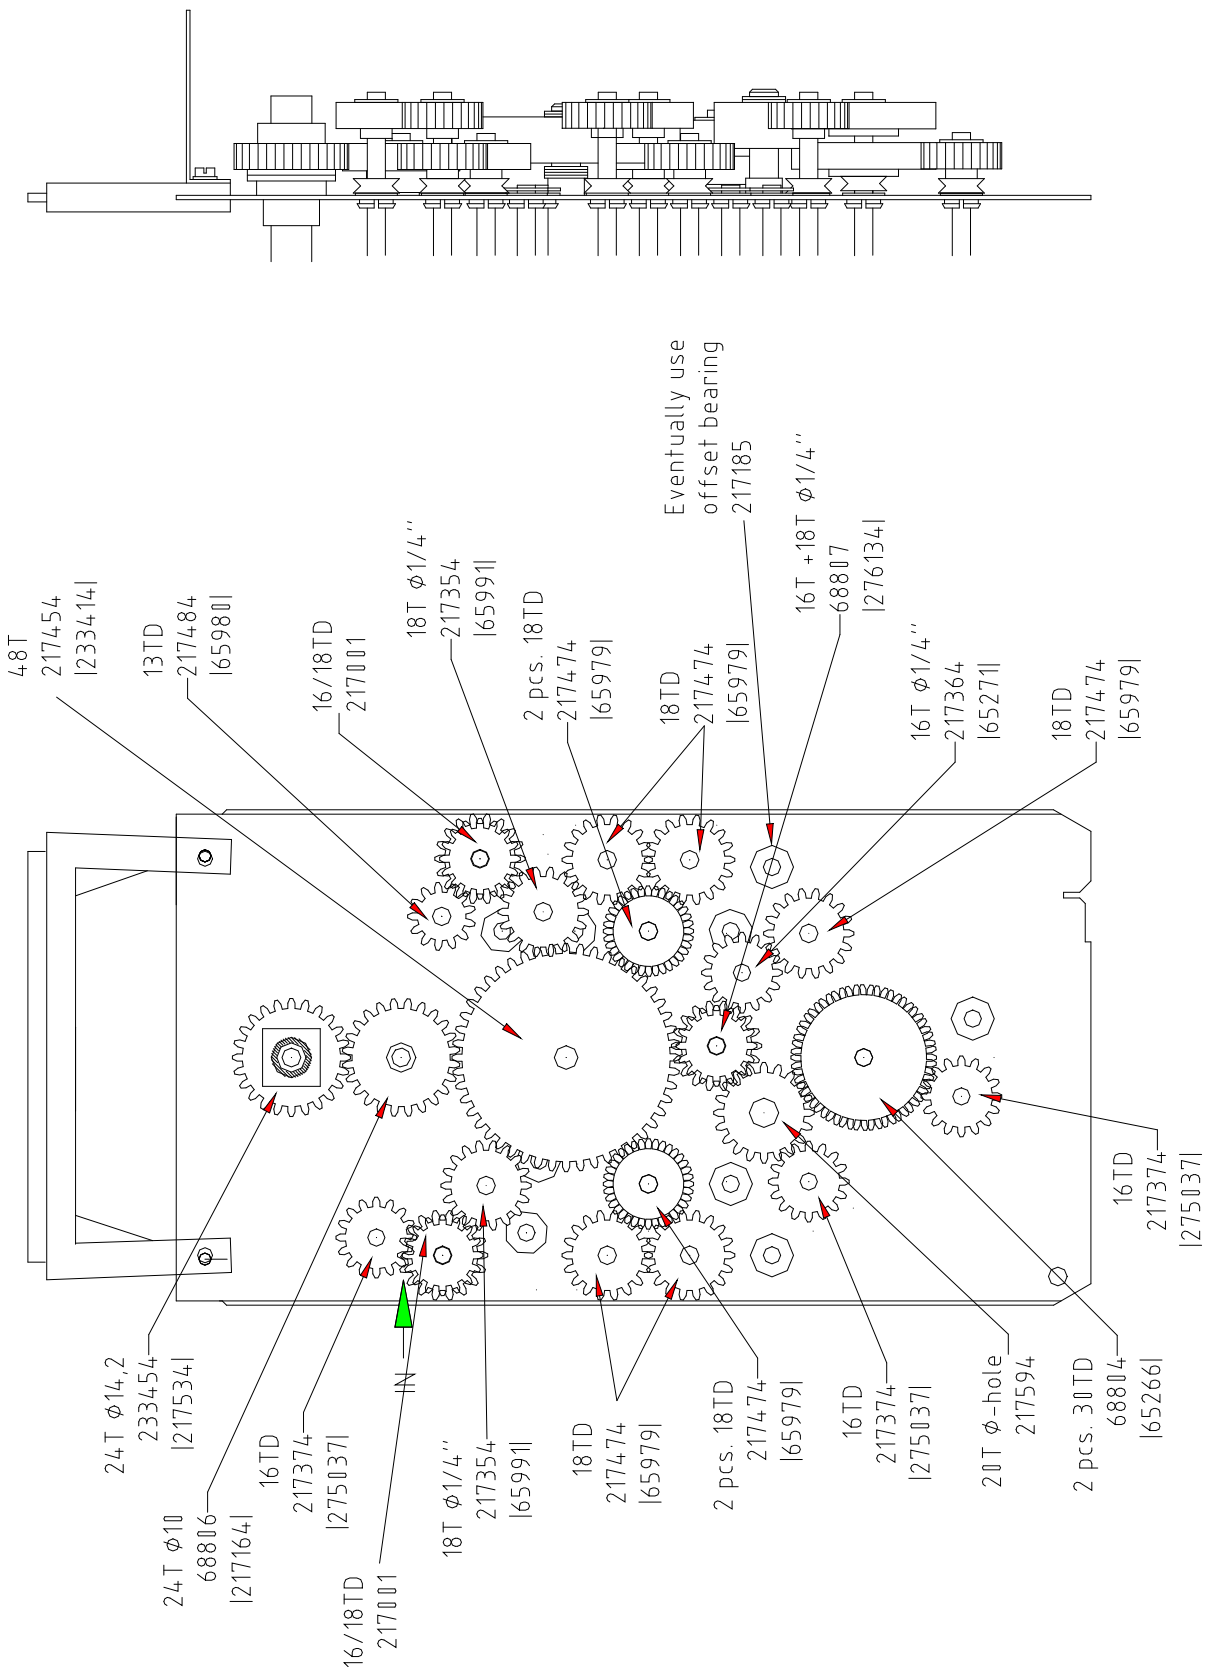 48T
217454
|233414|
13TD
217484
|65980|
16/18TD
217001
18T ϕ1/4''
217354
|65991|
2 pcs. 18TD
217474
|65979|
18TD
217474
|65979|
Eventually use
offset bearing
217185
16T +18T ϕ1/4''
68807
|276134|
16T ϕ1/4''
217364
|65271|
18TD
217474
|65979|
24T ϕ14,2
233454
|217534|
24T ϕ10
68806
|217164|
16TD
217374
|275037|
IN
16/18TD
217001
18T ϕ1/4''
217354
|65991|
18TD
217474
|65979|
2 pcs. 18TD
217474
|65979|
16TD
217374
|275037|
20T ϕ-hole
217594
2 pcs. 30TD
68804
|65266|
16TD
217374
|275037|